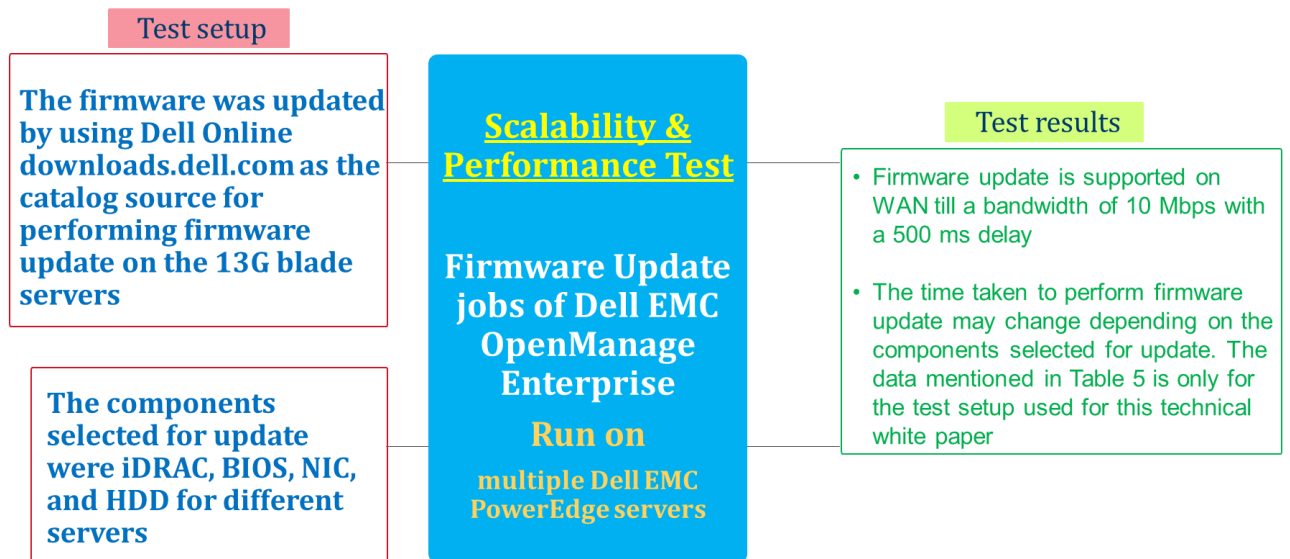 Test setup
The firmware was updated
by using Dell Online
downloads.dell.com as the
catalog source for
performing firmware
update on the 13G blade
servers
The components
selected for update
were iDRAC, BIOS, NIC,
and HDD for different
servers
Scalability &
Performance Test
Firmware Update
jobs of Dell EMC
OpenManage
Enterprise
Run on
multiple Dell EMC
PowerEdge servers
Test results
• Firmware update is supported on
WAN till a bandwidth of 10 Mbps with
a 500 ms delay
• The time taken to perform firmware
update may change depending on the
components selected for update. The
data mentioned in Table 5 is only for
the test setup used for this technical
white paper